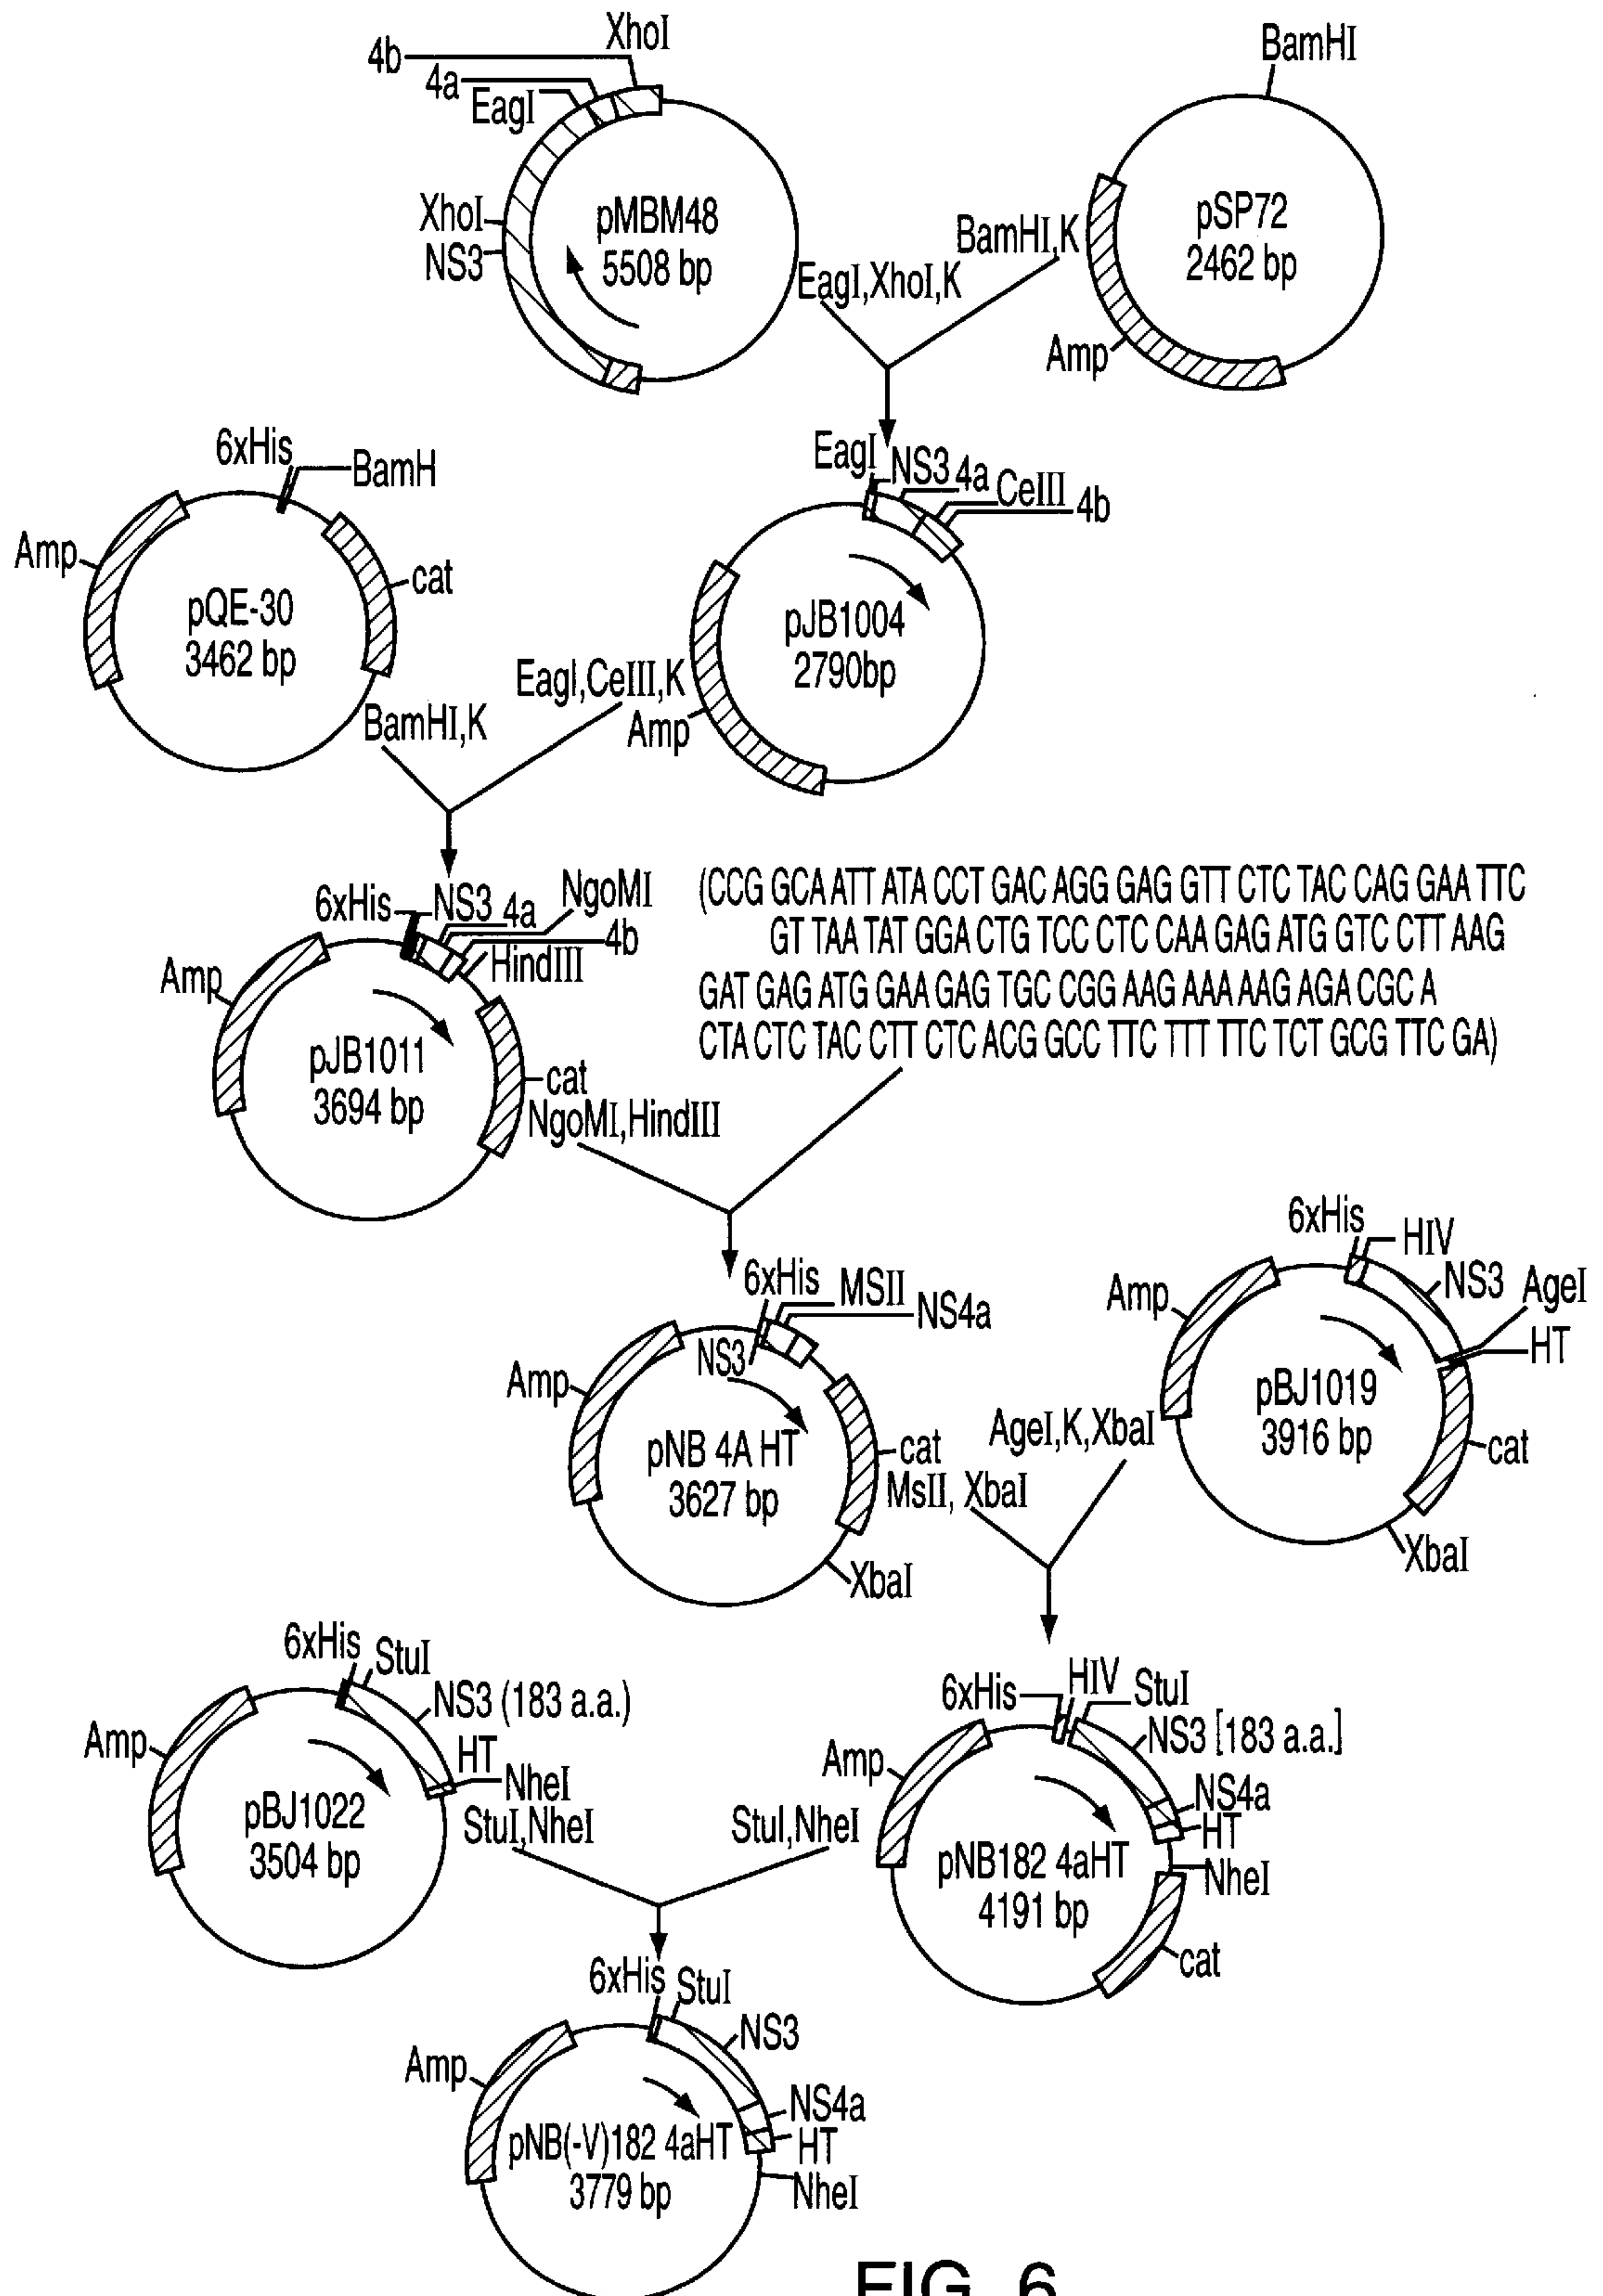 XhoI
4b
4a
EagI
XhoI
NS3
pMBM48
5508 bp
EagI,XhoI,K
BamHI
pSP72
2462 bp
BamHI,K
Amp
6xHis
BamH
Amp
cat
pQE-30
3462 bp
BamHI,K
EagI
NS3
4a
CeIII
4b
pJB1004
2790bp
EagI,CeIII,K
Amp
6xHis
NS3
4a
NgoMI
4b
HindIII
Amp
pJB1011
3694 bp
cat
NgoMI,HindIII
(CCG GCA ATT ATA CCT GAC AGG GAG GTT CTC TAC CAG GAA TTC
GT TAA TAT GGA CTG TCC CTC CAA GAG ATG GTC CTT AAG
GAT GAG ATG GAA GAG TGC CGG AAG AAA AAG AGA CGC A
CTA CTC TAC CTT CTC ACG GCC TTC TTT TTC TCT GCG TTC GA)
6xHis
MSII
NS4a
NS3
Amp
pNB 4A HT
3627 bp
cat
MsII, XbaI
XbaI
6xHis
HIV
NS3
AgeI
HT
Amp
pBJ1019
3916 bp
AgeI,K,XbaI
cat
XbaI
6xHis
StuI
NS3 (183 a.a.)
Amp
HT
NheI
pBJ1022
3504 bp
StuI,NheI
StuI,NheI
6xHis
HIV
StuI
NS3 [183 a.a.]
Amp
NS4a
HT
NheI
pNB182 4aHT
4191 bp
cat
6xHis
StuI
NS3
Amp
NS4a
HT
NheI
pNB(-V)182 4aHT
3779 bp
FIG. 6